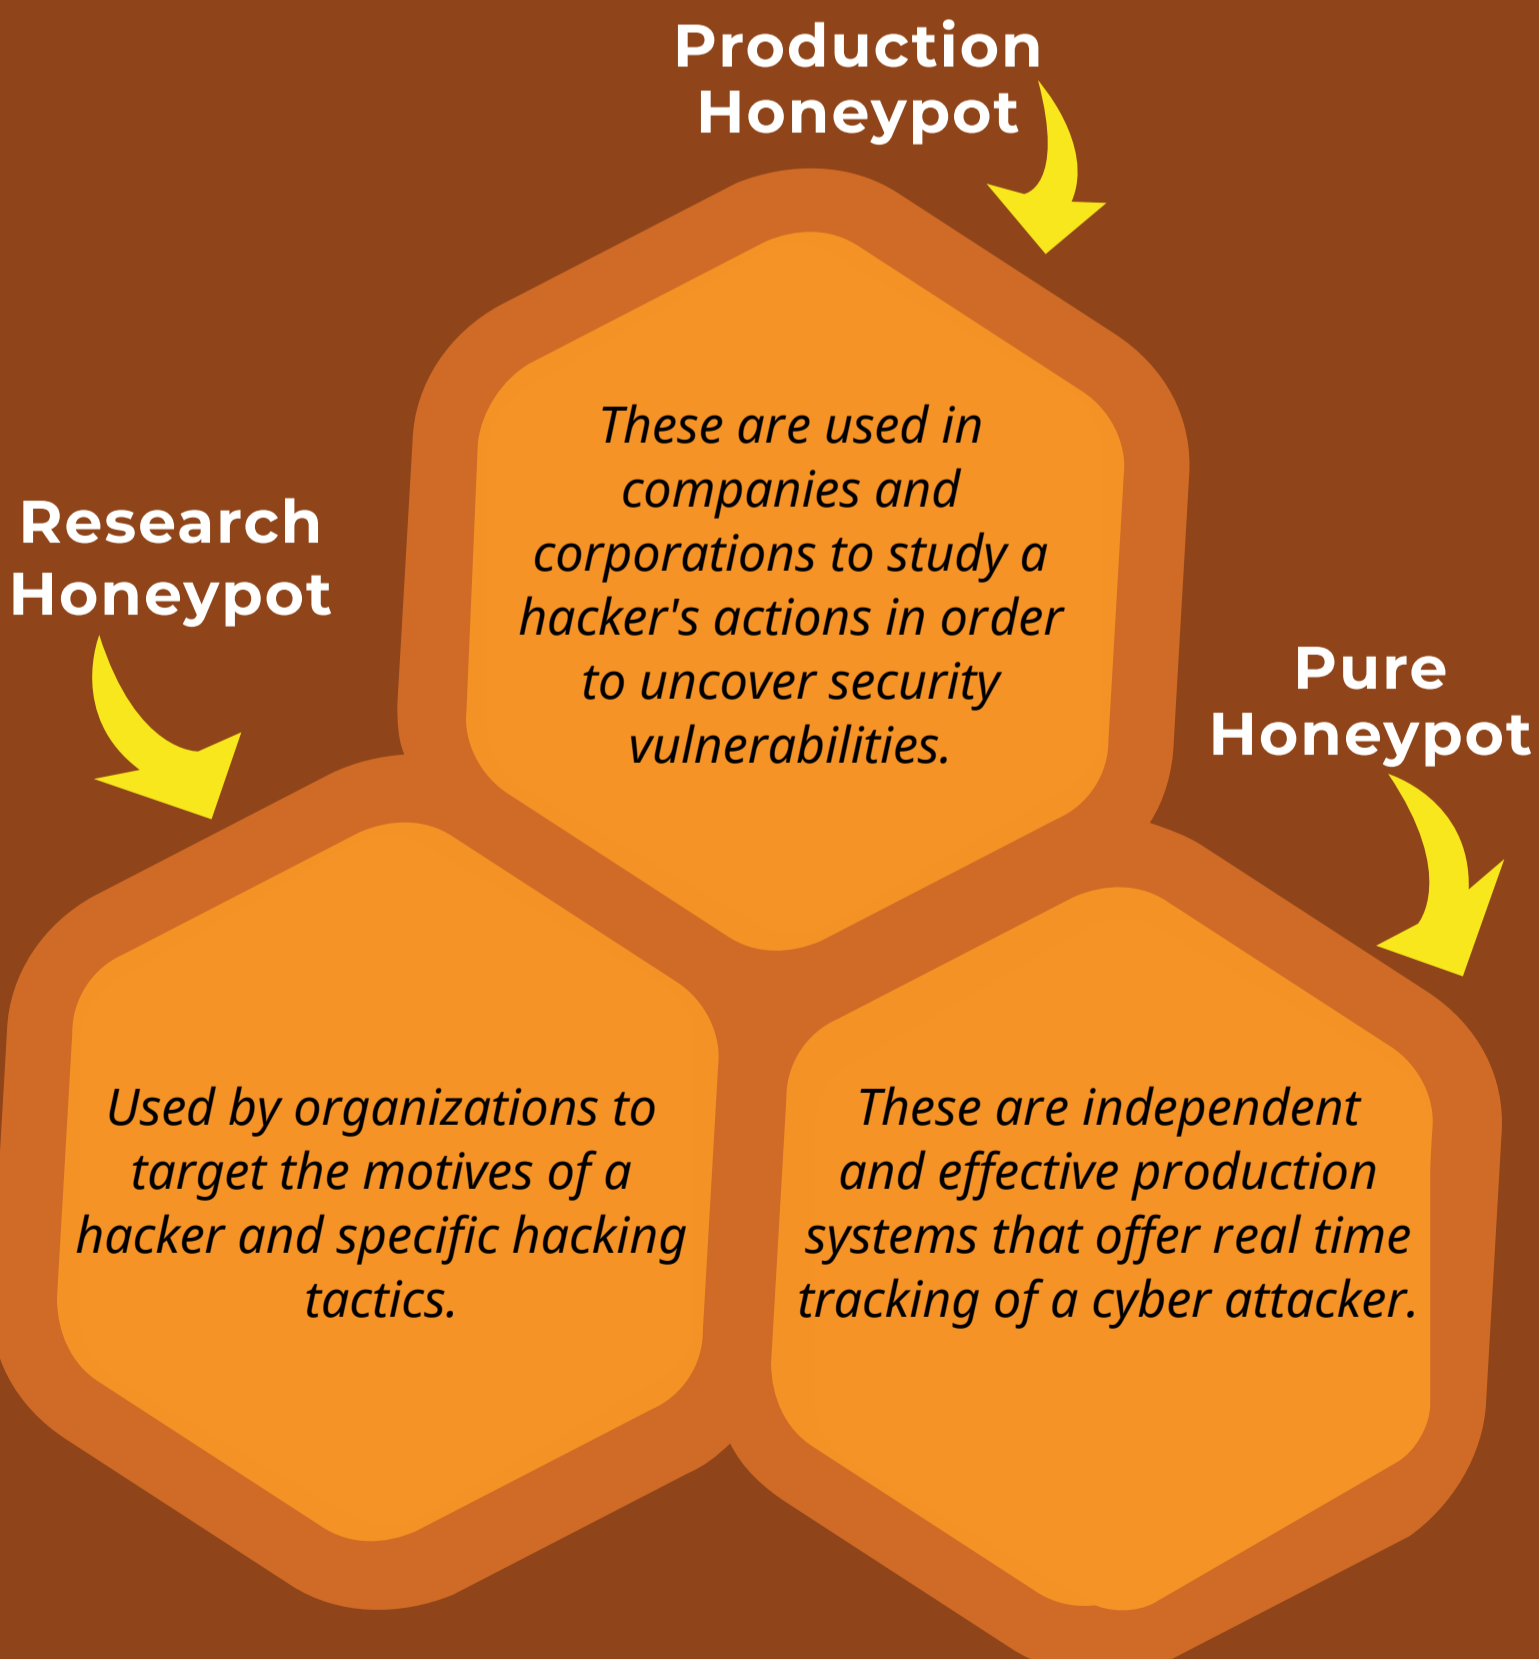 Production
Honeypot
These are used in
companies and
corporations to study a
hacker's actions in order
to uncover security
vulnerabilities.
Research
Honeypot
Used by organizations to
target the motives of a
hacker and specific hacking
tactics.
Pure
Honeypot
These are independent
and effective production
systems that offer real time
tracking of a cyber attacker.